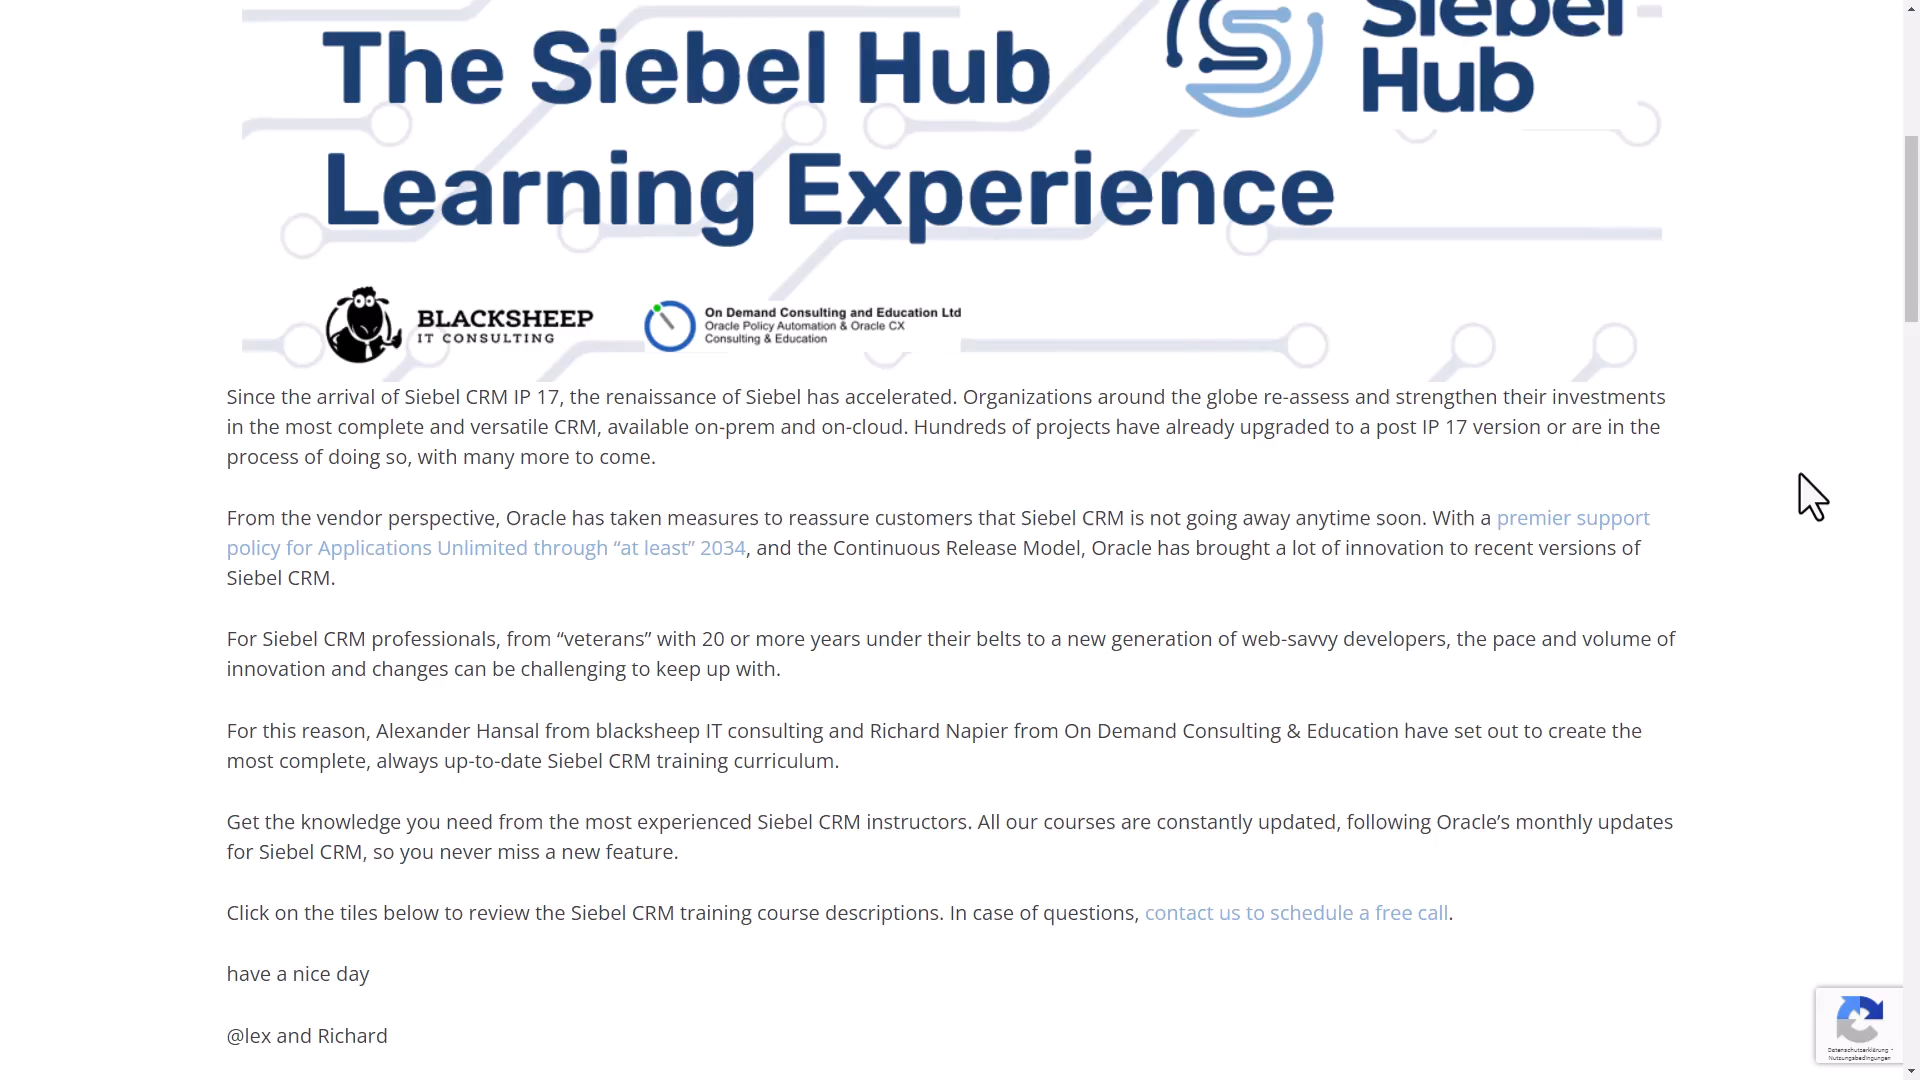 The Siebel Hub
Siebel
Hub
Learning Experience
BLACKSHEEP
IT CONSULTING
On Demand Consulting and Education Ltd
Oracle Policy Automation & Oracle CX
Consulting & Education
Since the arrival of Siebel CRM IP 17, the renaissance of Siebel has accelerated. Organizations around the globe re-assess and strengthen their investments
in the most complete and versatile CRM, available on-prem and on-cloud. Hundreds of projects have already upgraded to a post IP 17 version or are in the
process of doing so, with many more to come.
From the vendor perspective, Oracle has taken measures to reassure customers that Siebel CRM is not going away anytime soon. With a premier support
policy for Applications Unlimited through “at least” 2034, and the Continuous Release Model, Oracle has brought a lot of innovation to recent versions of
Siebel CRM.
For Siebel CRM professionals, from “veterans” with 20 or more years under their belts to a new generation of web-savvy developers, the pace and volume of
innovation and changes can be challenging to keep up with.
For this reason, Alexander Hansal from blacksheep IT consulting and Richard Napier from On Demand Consulting & Education have set out to create the
most complete, always up-to-date Siebel CRM training curriculum.
Get the knowledge you need from the most experienced Siebel CRM instructors. All our courses are constantly updated, following Oracle’s monthly updates
for Siebel CRM, so you never miss a new feature.
Click on the tiles below to review the Siebel CRM training course descriptions. In case of questions, contact us to schedule a free call.
have a nice day
@lex and Richard
Datenschutzerklärung -
Nutzungsbedingungen